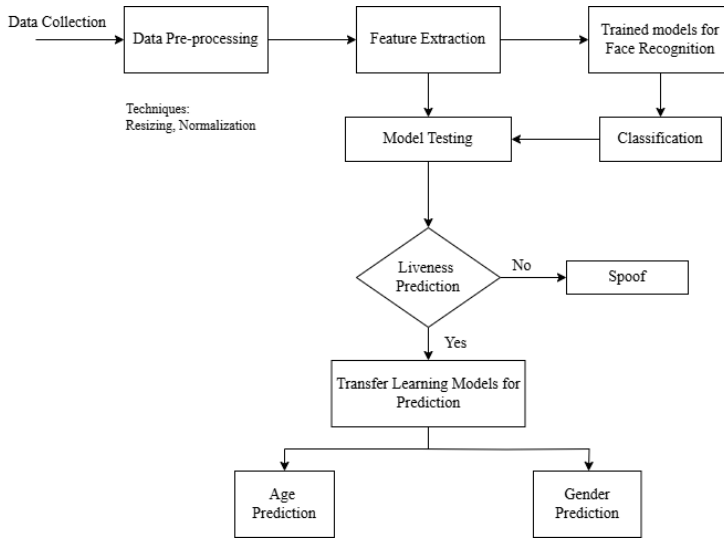 Data Collection
Data Pre-processing
Feature Extraction
Trained models for
Face Recognition
Techniques:
Resizing, Normalization
Model Testing
Classification
Liveness
Prediction
No
Spoof
Yes
Transfer Learning Models for
Prediction
Age
Prediction
Gender
Prediction